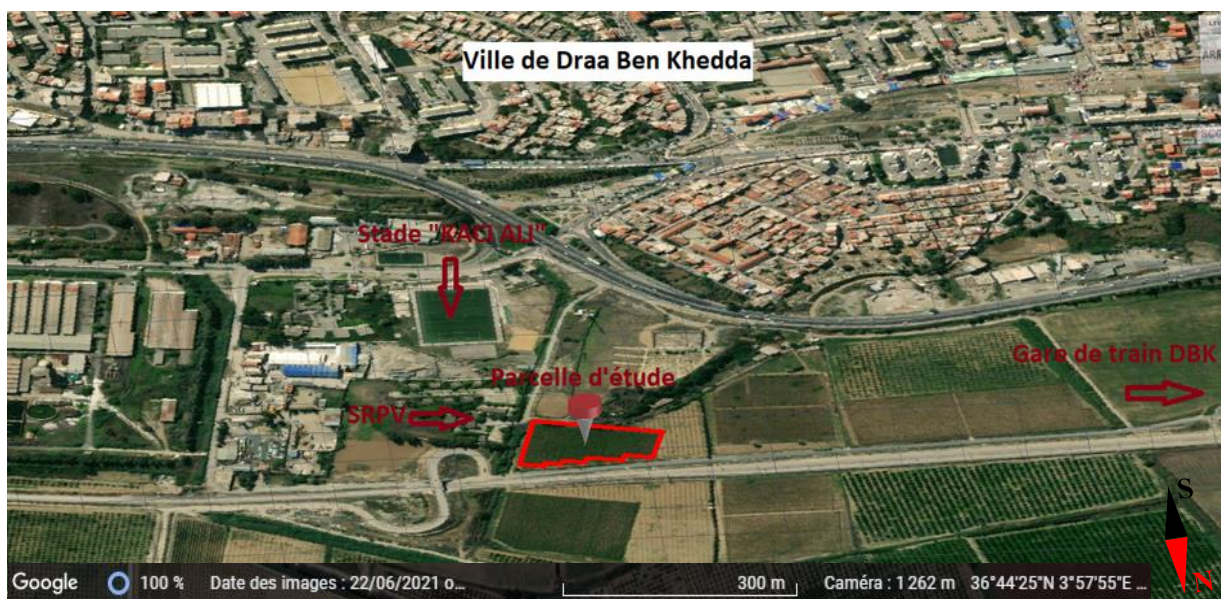 Ville de Draa Ben Khedda
Stade "KACI ALI"
Gare de train DBK
Parcelle d'étude
SRPV
S
N
Google 100 % Date des images : 22/06/2021 o... 300 m Caméra : 1 262 m 36°44'25"N 3°57'55"E ...